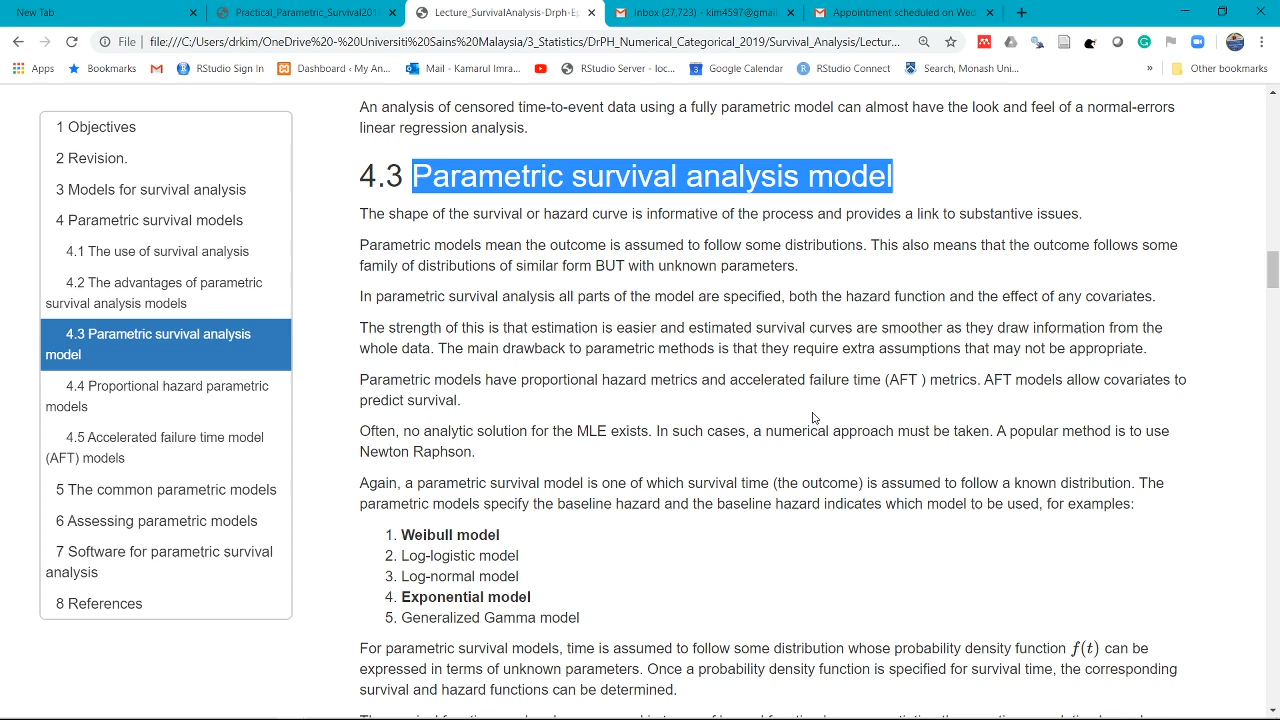 New Tab
Practical_Parametric_Survival201
Lecture_SurvivalAnalysis-Drph-Ep
Inbox (27,723) - kim4597@gmail
Appointment scheduled on Wed
File
file:///C:/Users/drkim/OneDrive%20-%20Universiti%20Sains%20Malaysia/3_Statistics/DrPH_Numerical_Categorical_2019/Survival_Analysis/Lectur...
Apps
Bookmarks
RStudio Sign In
Dashboard ‹ My An...
Mail - Kamarul Imra...
RStudio Server - loc...
Google Calendar
RStudio Connect
Search, Monash Uni...
»
Other bookmarks
1 Objectives
2 Revision.
3 Models for survival analysis
4 Parametric survival models
4.1 The use of survival analysis
4.2 The advantages of parametric
survival analysis models
4.3 Parametric survival analysis
model
4.4 Proportional hazard parametric
models
4.5 Accelerated failure time model
(AFT) models
5 The common parametric models
6 Assessing parametric models
7 Software for parametric survival
analysis
8 References
An analysis of censored time-to-event data using a fully parametric model can almost have the look and feel of a normal-errors
linear regression analysis.
4.3 Parametric survival analysis model
The shape of the survival or hazard curve is informative of the process and provides a link to substantive issues.
Parametric models mean the outcome is assumed to follow some distributions. This also means that the outcome follows some
family of distributions of similar form BUT with unknown parameters.
In parametric survival analysis all parts of the model are specified, both the hazard function and the effect of any covariates.
The strength of this is that estimation is easier and estimated survival curves are smoother as they draw information from the
whole data. The main drawback to parametric methods is that they require extra assumptions that may not be appropriate.
Parametric models have proportional hazard metrics and accelerated failure time (AFT ) metrics. AFT models allow covariates to
predict survival.
Often, no analytic solution for the MLE exists. In such cases, a numerical approach must be taken. A popular method is to use
Newton Raphson.
Again, a parametric survival model is one of which survival time (the outcome) is assumed to follow a known distribution. The
parametric models specify the baseline hazard and the baseline hazard indicates which model to be used, for examples:
1. Weibull model
2. Log-logistic model
3. Log-normal model
4. Exponential model
5. Generalized Gamma model
For parametric survival models, time is assumed to follow some distribution whose probability density function f(t) can be
expressed in terms of unknown parameters. Once a probability density function is specified for survival time, the corresponding
survival and hazard functions can be determined.